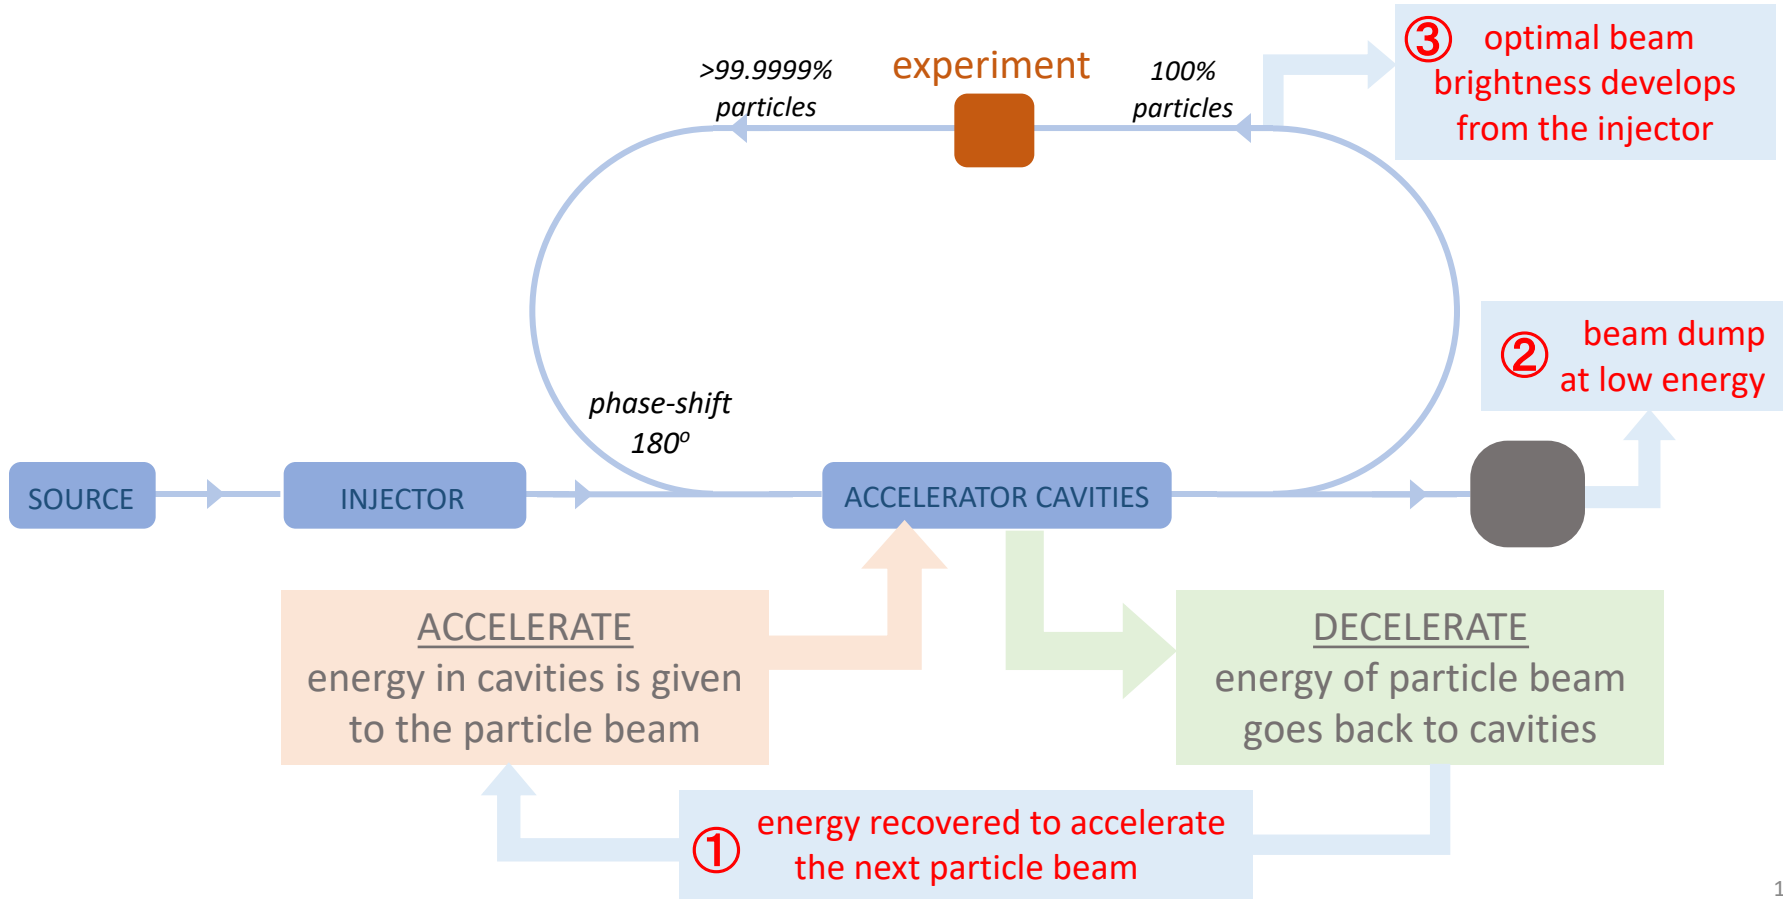 ③ optimal beam
brightness develops
from the injector
>99.9999%
particles
experiment
100%
particles
② beam dump
at low energy
phase-shift
180º
SOURCE
INJECTOR
ACCELERATOR CAVITIES
ACCELERATE
energy in cavities is given
to the particle beam
DECELERATE
energy of particle beam
goes back to cavities
① energy recovered to accelerate
the next particle beam
1